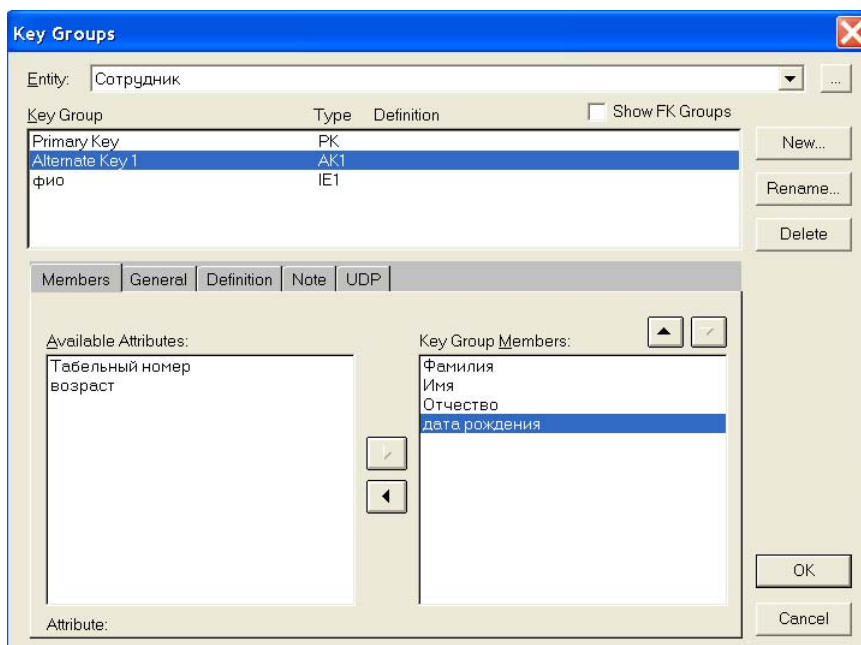 Key Groups
Entity: Сотрудник ...
Key Group Type Definition Show FK Groups
Primary Key PK
Alternate Key 1 AK1
фио IE1
New...
Rename...
Delete
Members General Definition Note UDP
Available Attributes: Key Group Members:
Табельный номер
возраст
Фамилия
Имя
Отчество
дата рождения
OK
Attribute: Cancel